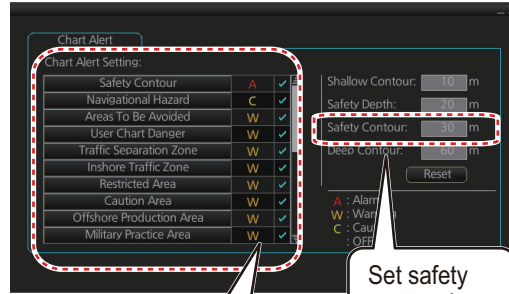 Chart Alert
Chart Alert Setting:
Safety Contour A
Navigational Hazard C
Areas To Be Avoided W
User Chart Danger W
Traffic Separation Zone W
Inshore Traffic Zone W
Restricted Area W
Caution Area W
Offshore Production Area W
Military Practice Area W
Shallow Contour: 10 m
Safety Depth: 20 m
Safety Contour: 30 m
Deep Contour: 60 m
Reset
A : Alarm
W :
C :
: OFF
Set safety